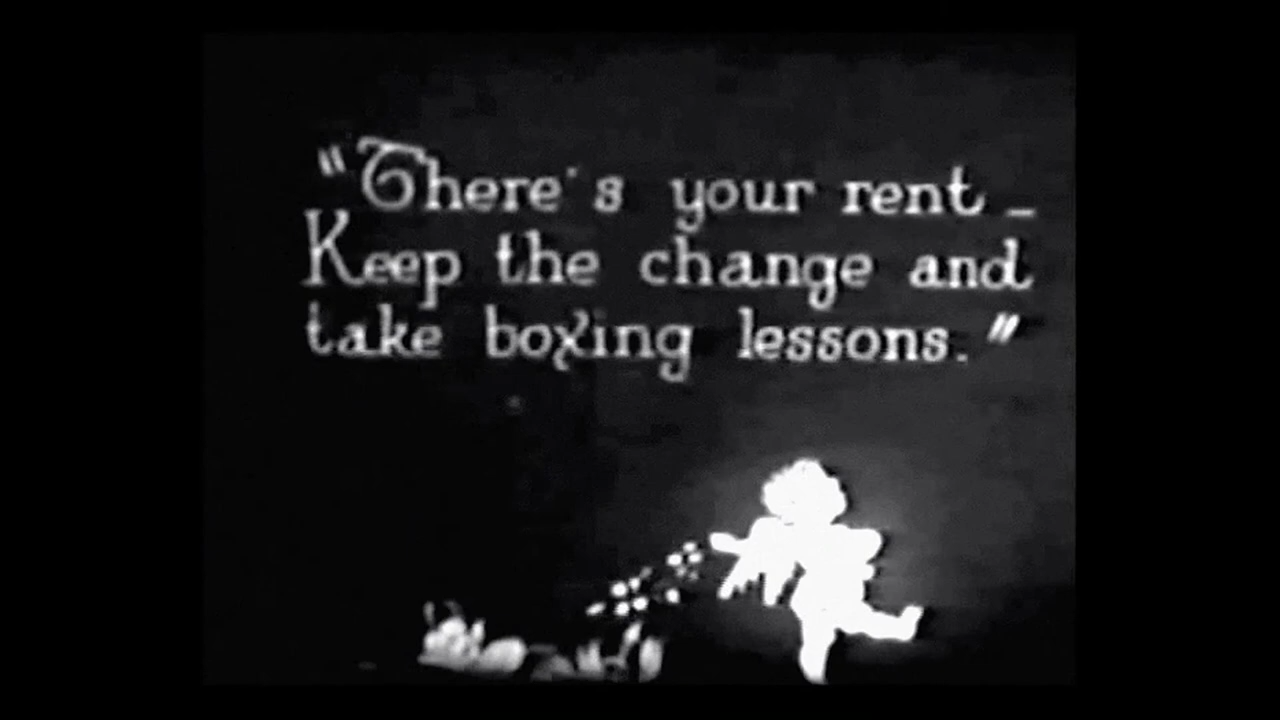 "There's your rent –
Keep the change and
take boxing lessons."